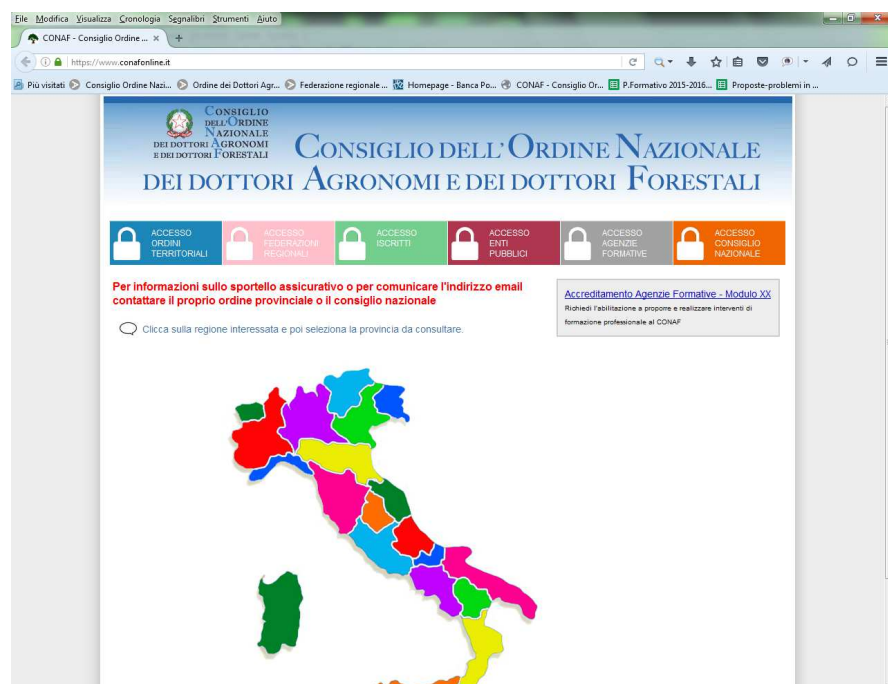 File Modifica Visualizza Cronologia Segnalibri Strumenti Aiuto
CONAF - Consiglio Ordine ... × +
https://www.conafonline.it
Più visitati Consiglio Ordine Nazi... Ordine dei Dottori Agr... Federazione regionale ... Homepage - Banca Po... CONAF - Consiglio Or... P.Formativo 2015-2016... Proposte-problemi in ...
CONSIGLIO
DELL'ORDINE
NAZIONALE
DEI DOTTORI AGRONOMI
E DEI DOTTORI FORESTALI
CONSIGLIO DELL'ORDINE NAZIONALE
DEI DOTTORI AGRONOMI E DEI DOTTORI FORESTALI
ACCESSO
ORDINI
TERRITORIALI
ACCESSO
FEDERAZIONI
REGIONALI
ACCESSO
ISCRITTI
ACCESSO
ENTI
PUBBLICI
ACCESSO
AGENZIE
FORMATIVE
ACCESSO
CONSIGLIO
NAZIONALE
Per informazioni sullo sportello assicurativo o per comunicare l'indirizzo email
contattare il proprio ordine provinciale o il consiglio nazionale
Clicca sulla regione interessata e poi seleziona la provincia da consultare.
Accreditamento Agenzie Formative - Modulo XX
Richiedi l'abilitazione a proporre e realizzare interventi di
formazione professionale al CONAF